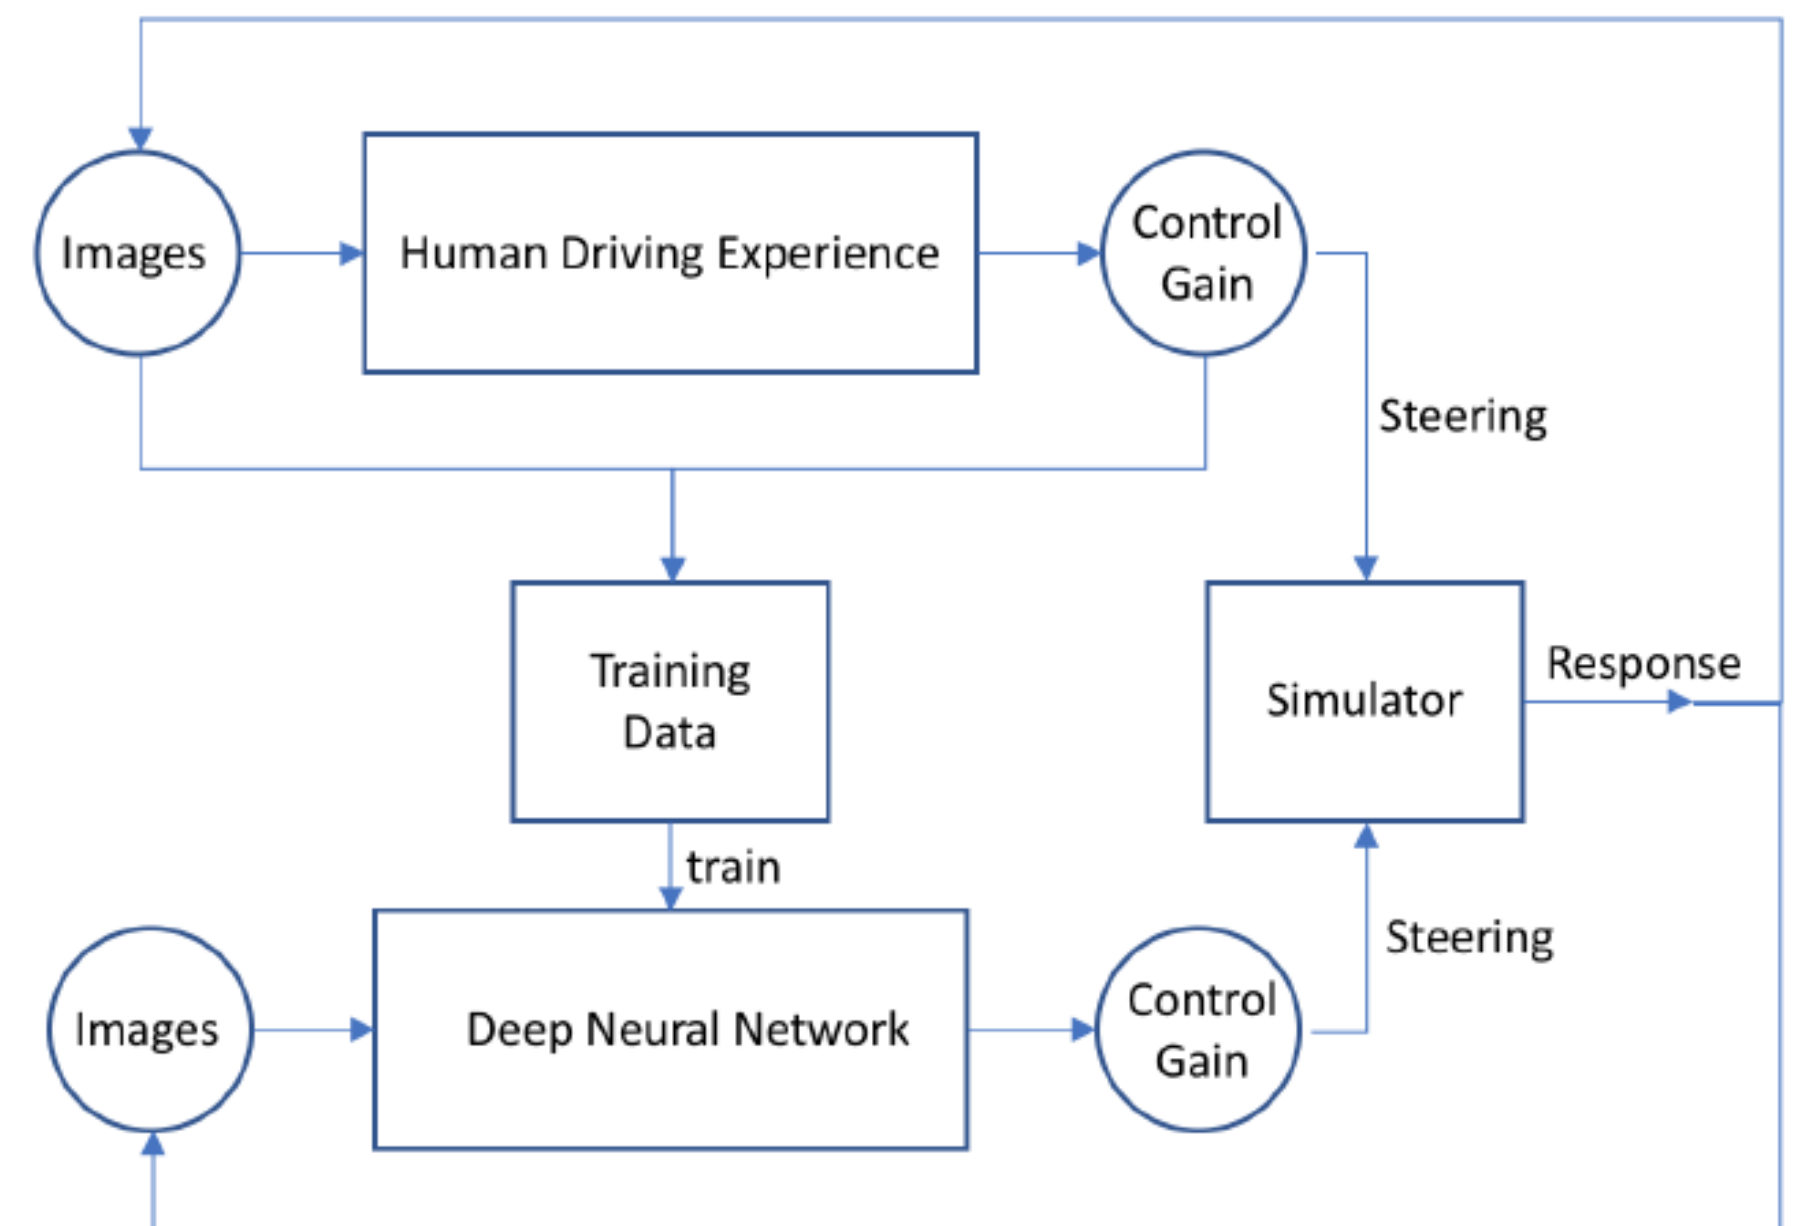 Images
Human Driving Experience
Control
Gain
Steering
Training
Data
Simulator
Response
train
Images
Deep Neural Network
Control
Gain
Steering